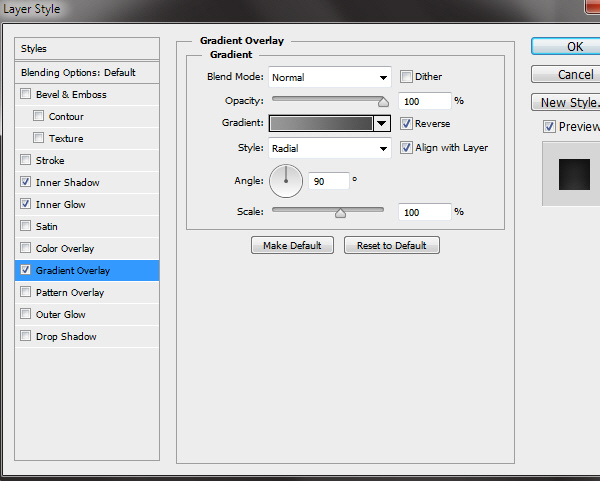 Layer Style
Styles
Blending Options: Default
Bevel & Emboss
Contour
Texture
Stroke
Inner Shadow
Inner Glow
Satin
Color Overlay
Gradient Overlay
Pattern Overlay
Outer Glow
Drop Shadow
Gradient Overlay
Gradient
Blend Mode: Normal Dither
Opacity: 100 %
Gradient: Reverse
Style: Radial Align with Layer
Angle: 90 °
Scale: 100 %
Make Default Reset to Default
OK
Cancel
New Style.
Preview